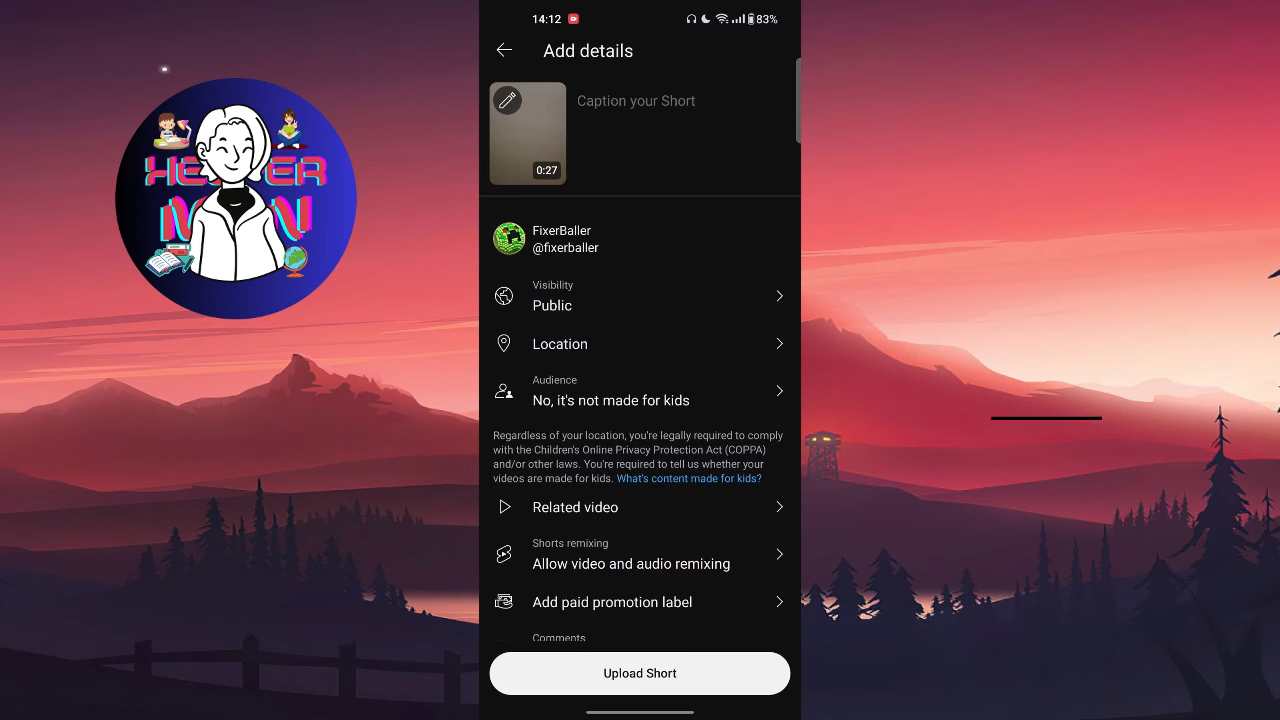 14:12
83%
Add details
Caption your Short
0:27
FixerBaller
@fixerballer
Visibility
Public
Location
Audience
No, it's not made for kids
Regardless of your location, you're legally required to comply
with the Children's Online Privacy Protection Act (COPPA)
and/or other laws. You're required to tell us whether your
videos are made for kids. What's content made for kids?
Related video
Shorts remixing
Allow video and audio remixing
Add paid promotion label
Comments
Upload Short